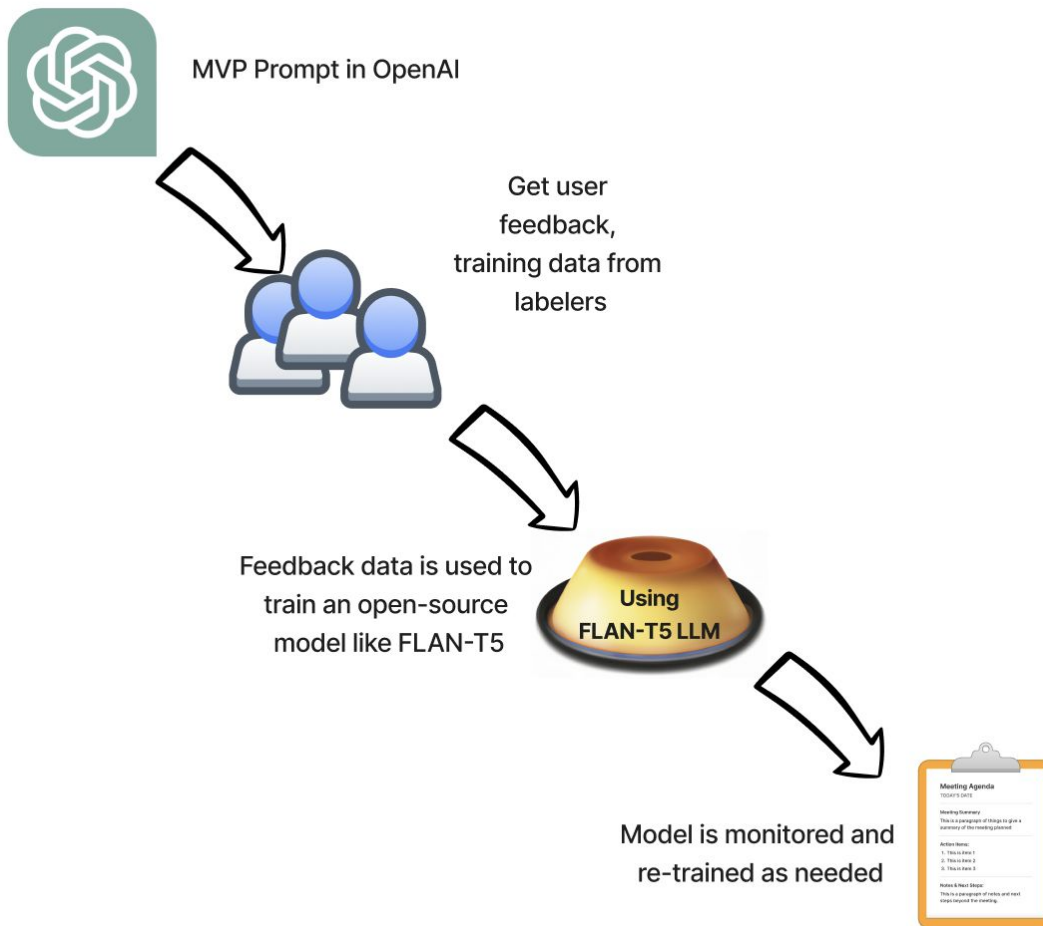 MVP Prompt in OpenAI
Get user
feedback,
training data from
labelers
Feedback data is used to
train an open-source
model like FLAN-T5
Using
FLAN-T5 LLM
Model is monitored and
re-trained as needed
Meeting Agenda
TODAY'S DATE
Meeting Summary
This is a paragraph of things to give a
summary of the meeting planned
Action Items:
1. This is item 1
2. This is item 2
3. This is item 3
Notes & Next Steps:
This is a paragraph of notes and next
steps beyond the meeting.